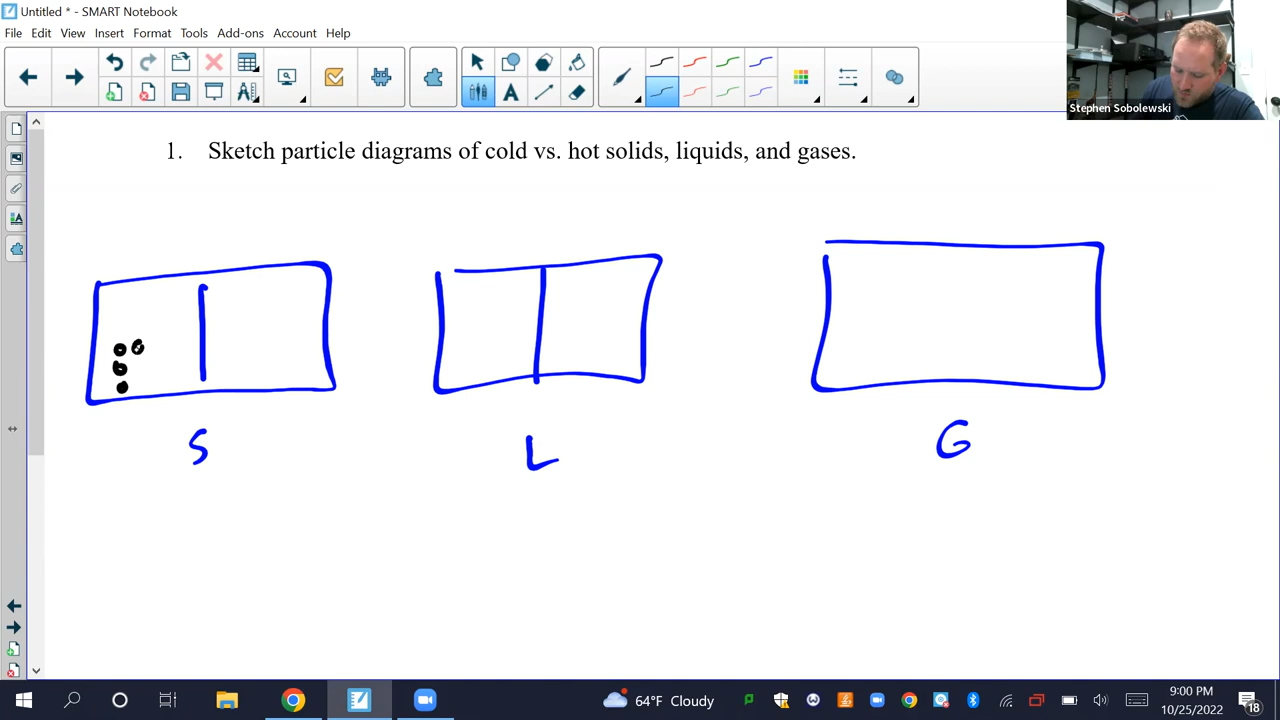 Untitled * - SMART Notebook
File Edit View Insert Format Tools Add-ons Account Help
Stephen Sobolewski
1. Sketch particle diagrams of cold vs. hot solids, liquids, and gases.
S L G
64°F Cloudy
9:00 PM
10/25/2022
18